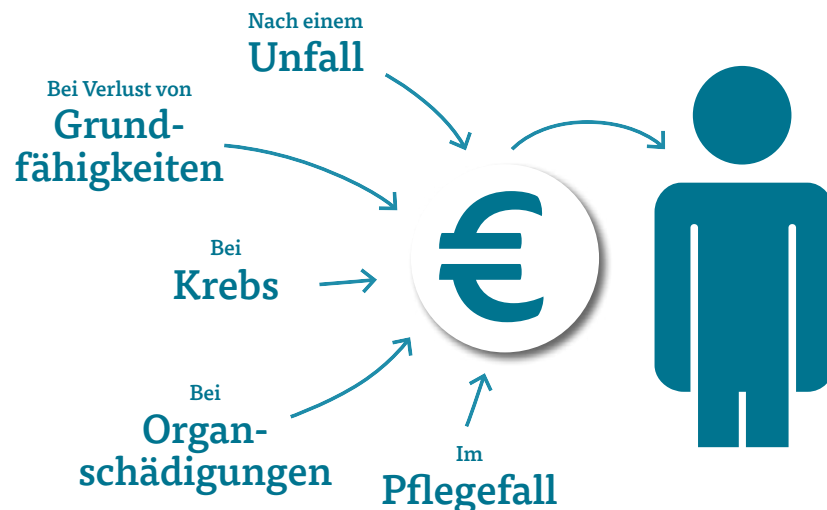 Nach einem
Unfall
Bei Verlust von
Grund-
fähigkeiten
Bei
Krebs
Bei
Organ-
schädigungen
Im
Pflegefall
€